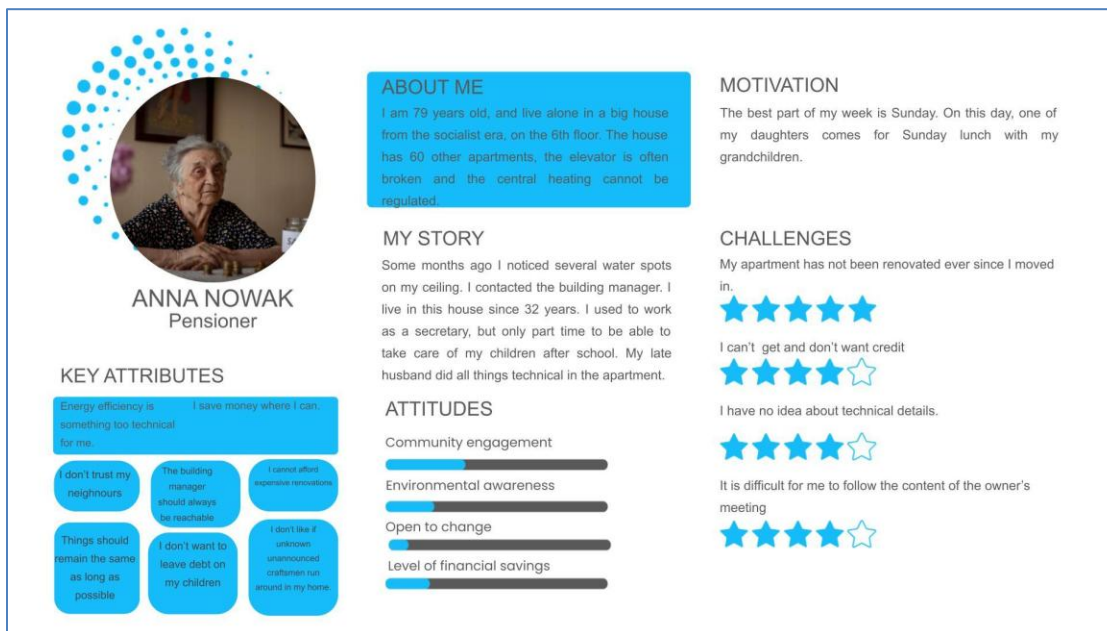 ANNA NOWAK
Pensioner
KEY ATTRIBUTES
Energy efficiency is
something too technical
for me.
I save money where I can.
I don't trust my
neighnours
The building
manager
should always
be reachable
I cannot afford
expensive renovations
Things should
remain the same
as long as
possible
I don't want to
leave debt on
my children
I don't like if
unknown
unannounced
craftsmen run
around in my home.
ABOUT ME
I am 79 years old, and live alone in a big house
from the socialist era, on the 6th floor. The house
has 60 other apartments, the elevator is often
broken and the central heating cannot be
regulated.
MY STORY
Some months ago I noticed several water spots
on my ceiling. I contacted the building manager. I
live in this house since 32 years. I used to work
as a secretary, but only part time to be able to
take care of my children after school. My late
husband did all things technical in the apartment.
ATTITUDES
Community engagement
Environmental awareness
Open to change
Level of financial savings
MOTIVATION
The best part of my week is Sunday. On this day, one of
my daughters comes for Sunday lunch with my
grandchildren.
CHALLENGES
My apartment has not been renovated ever since I moved
in.
I can't get and don't want credit
I have no idea about technical details.
It is difficult for me to follow the content of the owner's
meeting